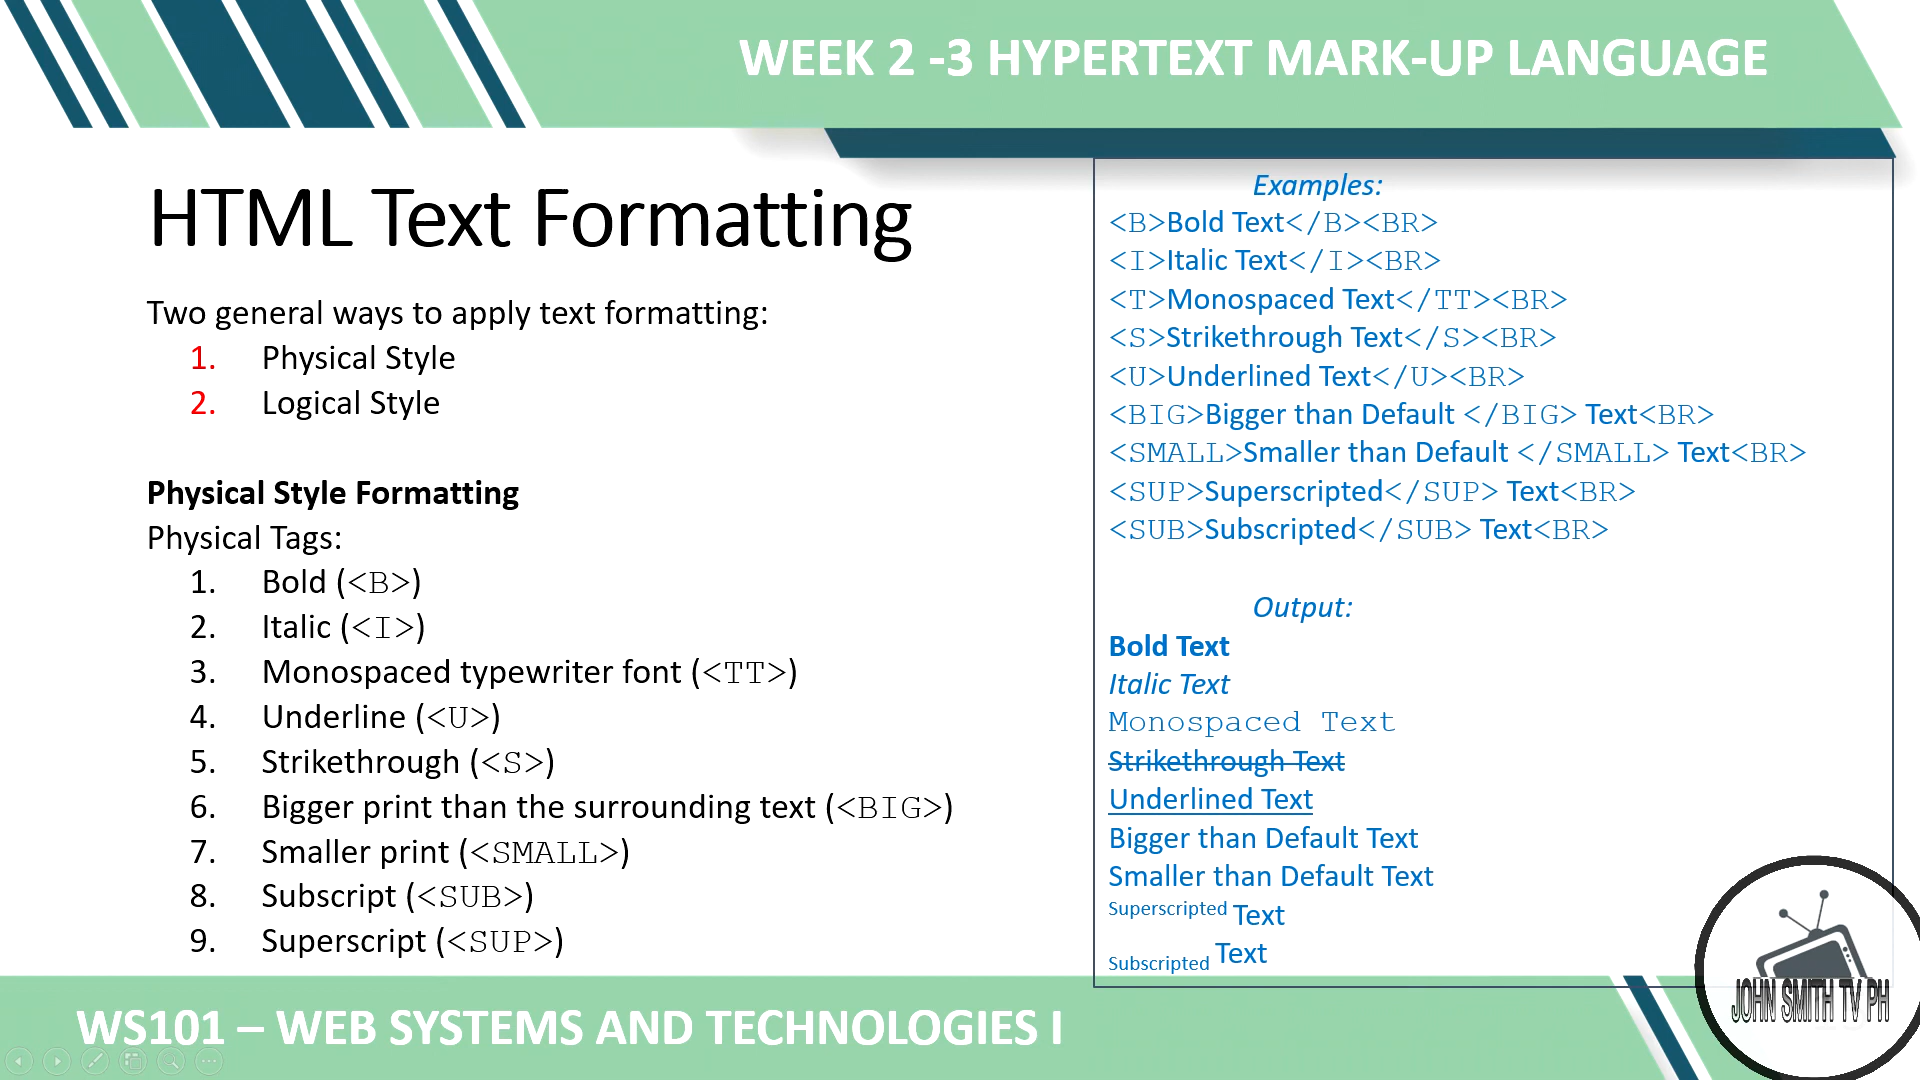 WEEK 2 -3 HYPERTEXT MARK-UP LANGUAGE
HTML Text Formatting
Two general ways to apply text formatting:
1. Physical Style
2. Logical Style
Physical Style Formatting
Physical Tags:
1. Bold (<B>)
2. Italic (<I>)
3. Monospaced typewriter font (<TT>)
4. Underline (<U>)
5. Strikethrough (<S>)
6. Bigger print than the surrounding text (<BIG>)
7. Smaller print (<SMALL>)
8. Subscript (<SUB>)
9. Superscript (<SUP>)
Examples:
<B>Bold Text</B><BR>
<I>Italic Text</I><BR>
<T>Monospaced Text</TT><BR>
<S>Strikethrough Text</S><BR>
<U>Underlined Text</U><BR>
<BIG>Bigger than Default </BIG> Text<BR>
<SMALL>Smaller than Default </SMALL> Text<BR>
<SUP>Superscripted</SUP> Text<BR>
<SUB>Subscripted</SUB> Text<BR>
Output:
Bold Text
Italic Text
Monospaced Text
Strikethrough Text
Underlined Text
Bigger than Default Text
Smaller than Default Text
Superscripted Text
Subscripted Text
JOHN SMITH TV PH
WS101 – WEB SYSTEMS AND TECHNOLOGIES I